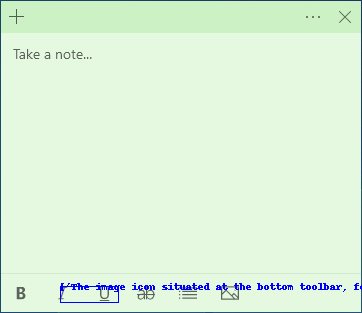 Take a note...
["The image icon situated at the bottom toolbar, fo
B I U ab